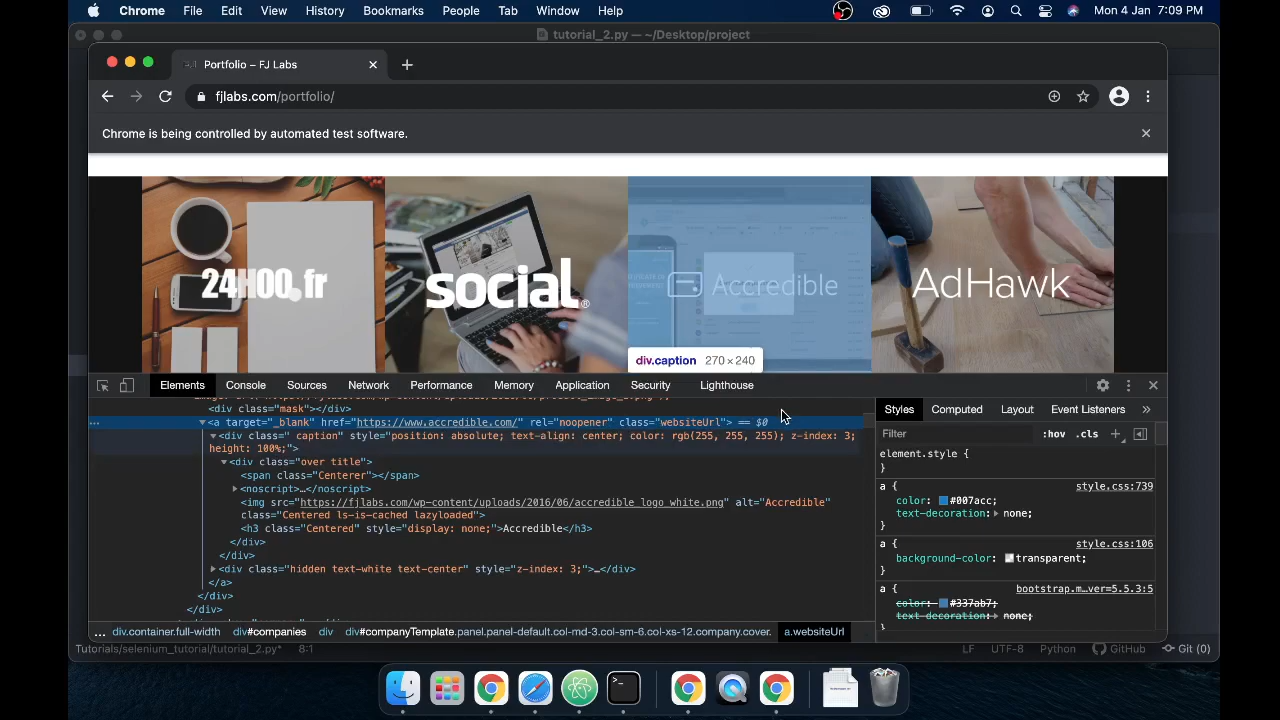 Chrome File Edit View History Bookmarks People Tab Window Help Mon 4 Jan 7:09 PM
tutorial_2.py — ~/Desktop/project
Portfolio – FJ Labs
fjlabs.com/portfolio/
Chrome is being controlled by automated test software.
24H00.fr
social®
Accredible
AdHawk
div.caption 270×240
Elements Console Sources Network Performance Memory Application Security Lighthouse
<div class="mask"></div>
<a target="_blank" href="https://www.accredible.com/" rel="noopener" class="websiteUrl"> == $0
<div class=" caption" style="position: absolute; text-align: center; color: rgb(255, 255, 255); z-index: 3;
height: 100%;">
<div class="over title">
<span class="Centerer"></span>
<noscript>…</noscript>
<img src="https://fjlabs.com/wp-content/uploads/2016/06/accredible_logo_white.png" alt="Accredible"
class="Centered ls-is-cached lazyloaded">
<h3 class="Centered" style="display: none;">Accredible</h3>
</div>
</div>
<div class="hidden text-white text-center" style="z-index: 3;">…</div>
</a>
</div>
</div>
… div.container.full-width div#companies div div#companyTemplate.panel.panel-default.col-md-3.col-sm-6.col-xs-12.company.cover. a.websiteUrl
Styles Computed Layout Event Listeners »
Filter :hov .cls +
element.style {
}
a { style.css:739
color: #007acc;
text-decoration: none;
}
a { style.css:106
background-color: transparent;
}
a { bootstrap.m…ver=5.5.3:5
color: #337ab7;
text-decoration: none;
}
Tutorials/selenium_tutorial/tutorial_2.py* 8:1 LF UTF-8 Python GitHub Git (0)